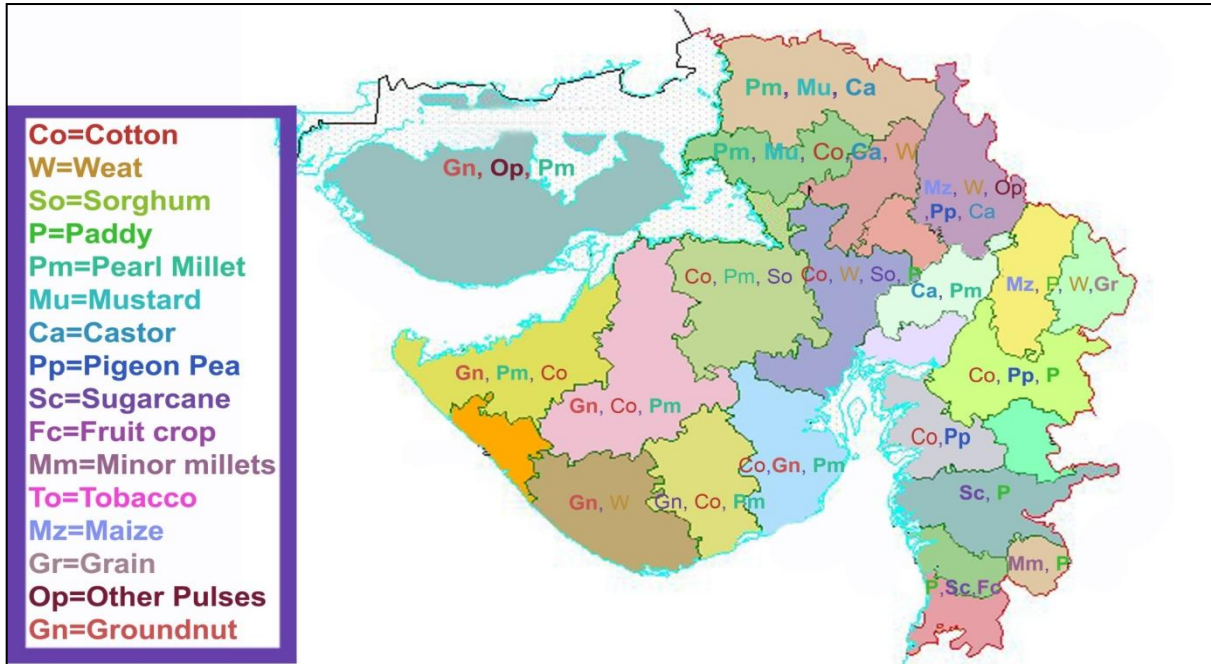 Co=Cotton
W=Weat
So=Sorghum
P=Paddy
Pm=Pearl Millet
Mu=Mustard
Ca=Castor
Pp=Pigeon Pea
Sc=Sugarcane
Fc=Fruit crop
Mm=Minor millets
To=Tobacco
Mz=Maize
Gr=Grain
Op=Other Pulses
Gn=Groundnut
Pm, Mu, Ca
Pm, Mu, Co,Ca, W
Gn, Op, Pm
Mz, W, Op
,Pp, Ca
Co, Pm, So
Co, W, So, P
Ca, Pm
Mz, P, W,Gr
Gn, Pm, Co
Gn, Co, Pm
Co, Pp, P
Co,Pp
Co,Gn, Pm
Gn, W
Gn, Co, Pm
Sc, P
Mm, P
P,Sc,Fc